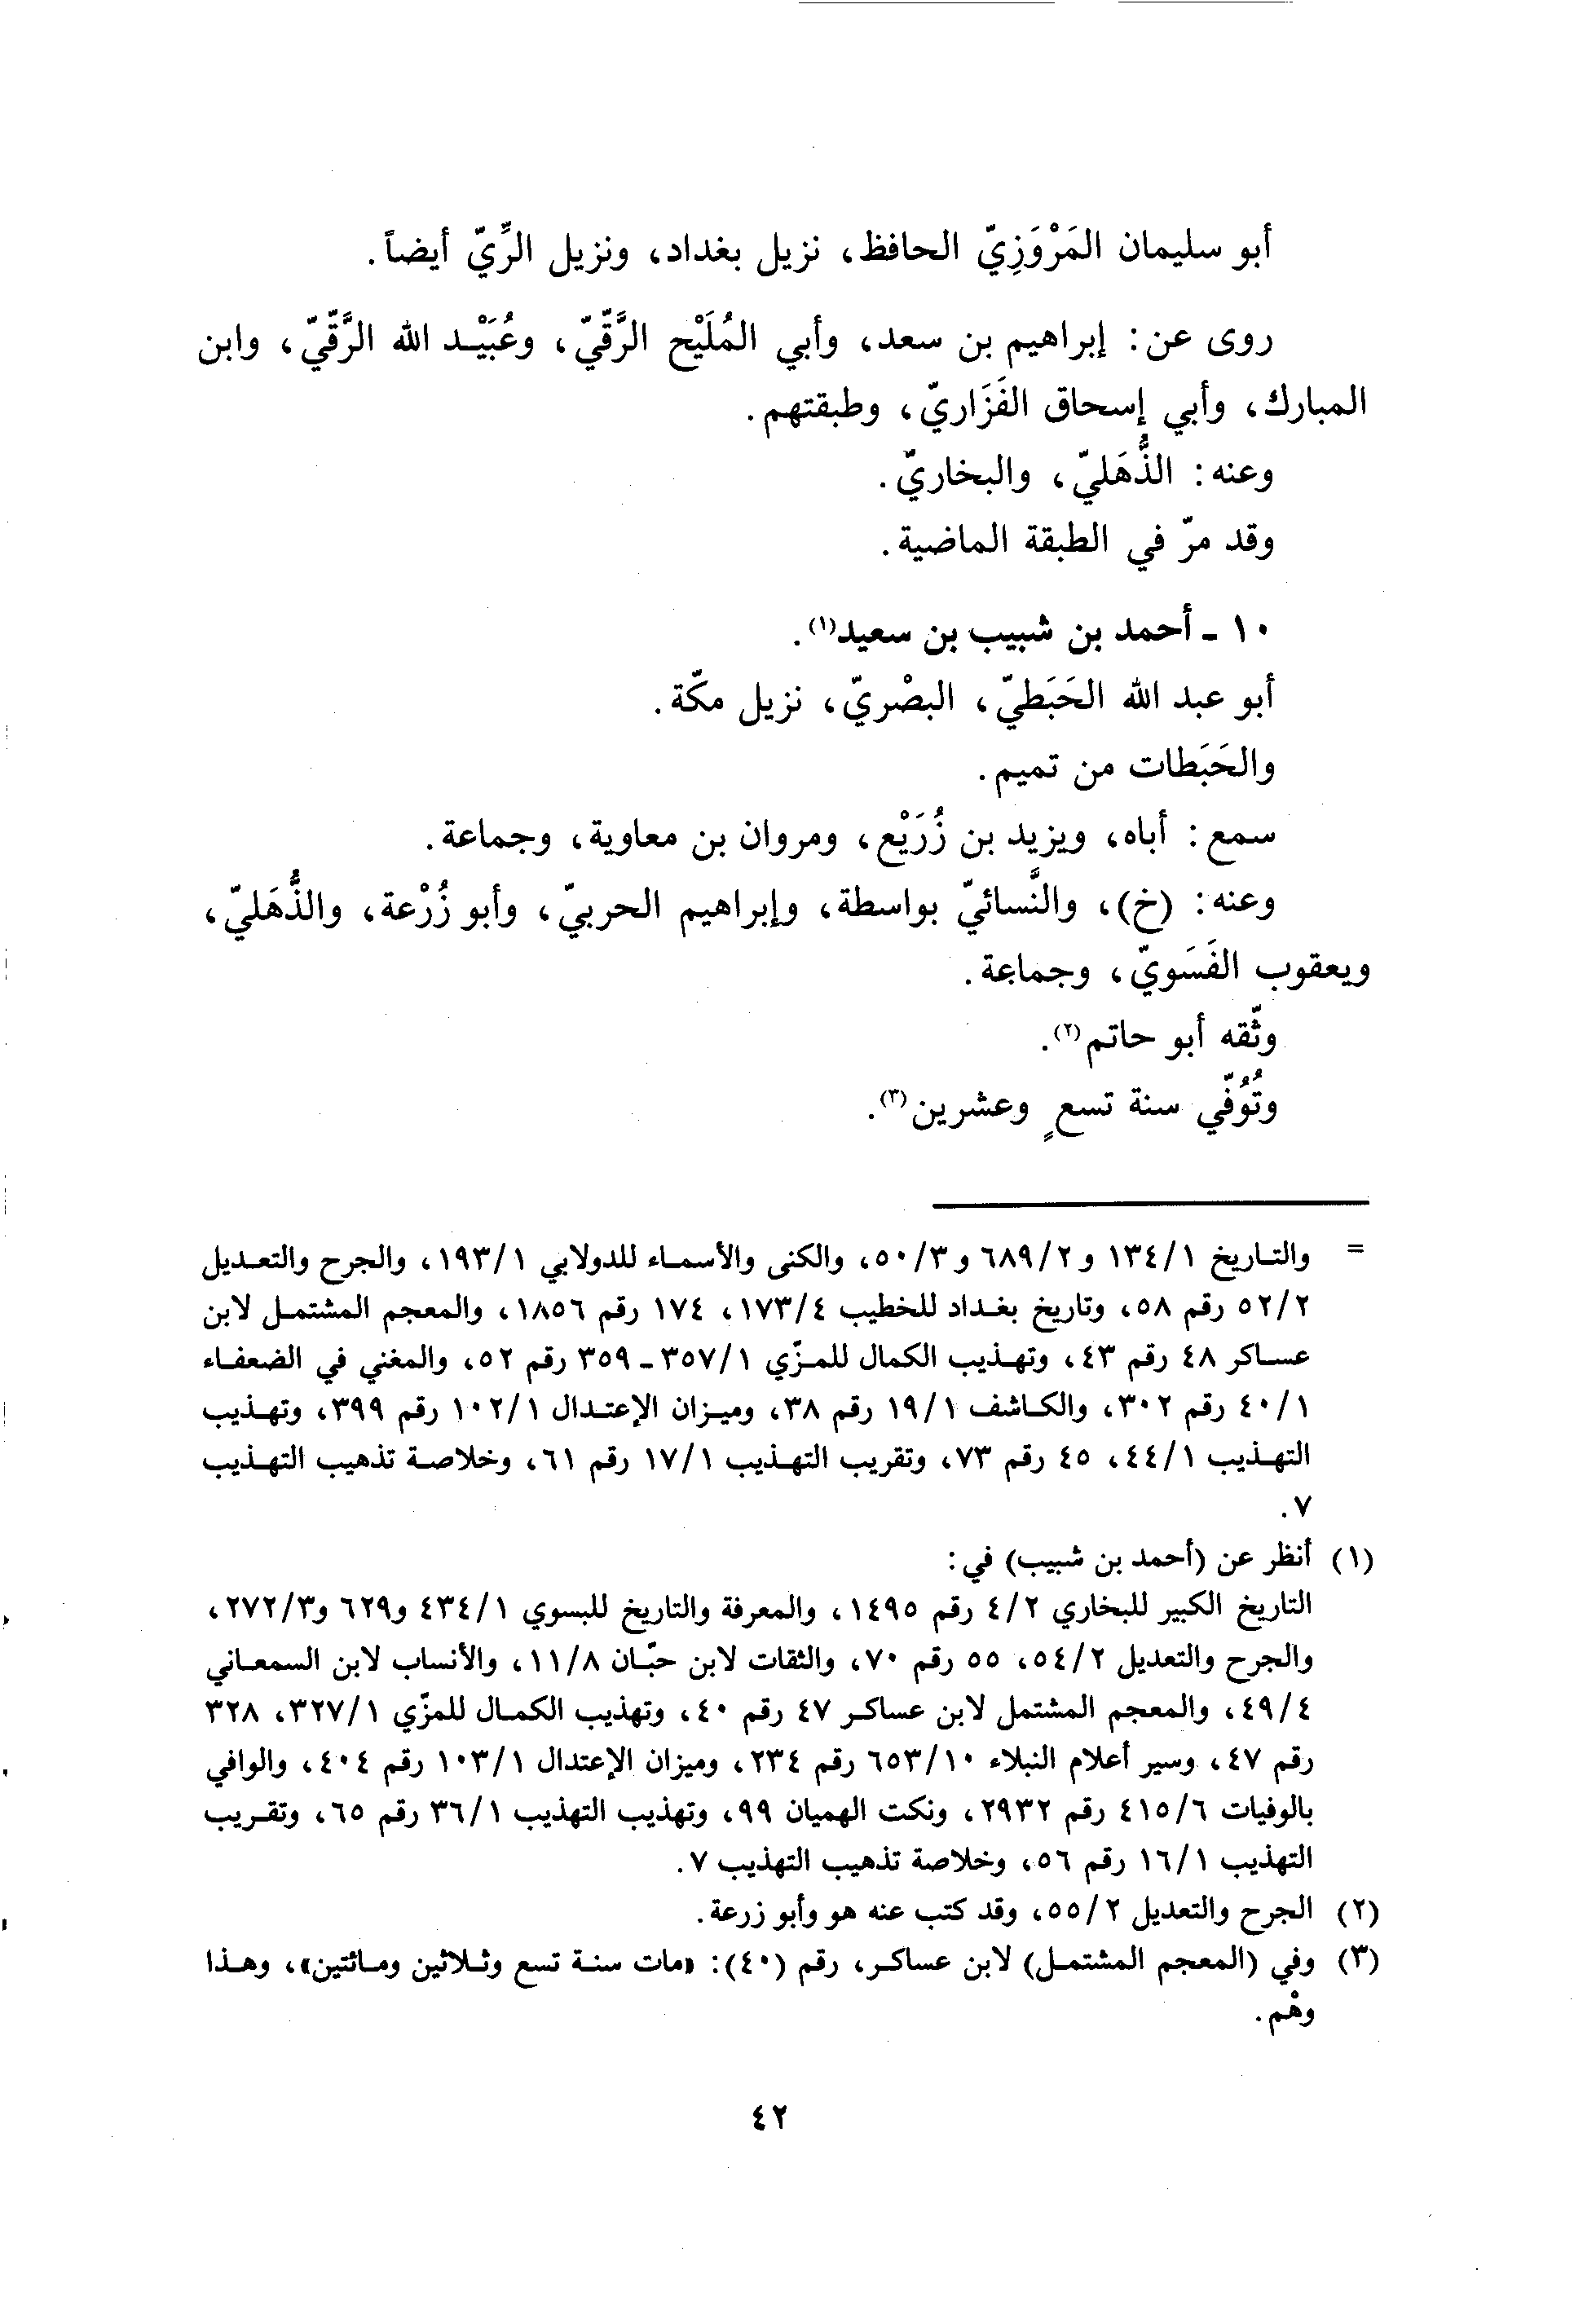 أبو سليمان المَرْوَزِيّ الحافظ، نزيل بغداد، ونزيل الرِّيّ أيضاً.
روى عن: إبراهيم بن سعد، وأبي المُلَيْح الرَّقّيّ، وعُبَيْد الله الرَّقّيّ، وابن
المبارك، وأبي إسحاق الفَزَاريّ، وطبقتهم.
وعنه: الذُّهَليّ، والبخاريّ.
وقد مرّ في الطبقة الماضية.
١٠ ـ أحمد بن شبيب بن سعيد(١).
أبو عبد الله الحَبَطيّ، البصْريّ، نزيل مكّة.
والحَبَطات من تميم.
سمع: أباه، ويزيد بن زُرَيْع، ومروان بن معاوية، وجماعة.
وعنه: (خ)، والنَّسائيّ بواسطة، وإبراهيم الحربيّ، وأبو زُرْعة، والذُّهَليّ،
ويعقوب الفَسَويّ، وجماعة.
وثّقه أبو حاتم(٢).
وتُوُفّي سنة تسعٍ وعشرين(٣).
= والتاريخ ١/١٣٤ و ٢/٦٨٩ و ٣/٥٠، والكنى والأسماء للدولابي ١/١٩٣، والجرح والتعديل
٢/٥٢ رقم ٥٨، وتاريخ بغداد للخطيب ٤/١٧٣، ١٧٤ رقم ١٨٥٦، والمعجم المشتمل لابن
عساكر ٤٨ رقم ٤٣، وتهذيب الكمال للمزّي ١/٣٥٧ ـ ٣٥٩ رقم ٥٢، والمغني في الضعفاء
١/٤٠ رقم ٣٠٢، والكاشف ١/١٩ رقم ٣٨، وميزان الإعتدال ١/١٠٢ رقم ٣٩٩، وتهذيب
التهذيب ١/٤٤، ٤٥ رقم ٧٣، وتقريب التهذيب ١/١٧ رقم ٦١، وخلاصة تذهيب التهذيب
٧.
(١) أنظر عن (أحمد بن شبيب) في:
التاريخ الكبير للبخاري ٢/٤ رقم ١٤٩٥، والمعرفة والتاريخ للبسوي ١/٤٣٤ و٦٢٩ و٣/٢٧٢،
والجرح والتعديل ٢/٥٤، ٥٥ رقم ٧٠، والثقات لابن حبّان ٨/١١، والأنساب لابن السمعاني
٤/٤٩، والمعجم المشتمل لابن عساكر ٤٧ رقم ٤٠، وتهذيب الكمال للمزّي ١/٣٢٧، ٣٢٨
رقم ٤٧، وسير أعلام النبلاء ١٠/٦٥٣ رقم ٢٣٤، وميزان الإعتدال ١/١٠٣ رقم ٤٠٤، والوافي
بالوفيات ٦/٤١٥ رقم ٢٩٣٢، ونكت الهميان ٩٩، وتهذيب التهذيب ١/٣٦ رقم ٦٥، وتقريب
التهذيب ١/١٦ رقم ٥٦، وخلاصة تذهيب التهذيب ٧.
(٢) الجرح والتعديل ٢/٥٥، وقد كتب عنه هو وأبو زرعة.
(٣) وفي (المعجم المشتمل) لابن عساكر، رقم (٤٠): «مات سنة تسع وثلاثين ومائتين»، وهذا
وهْم.
٤٢